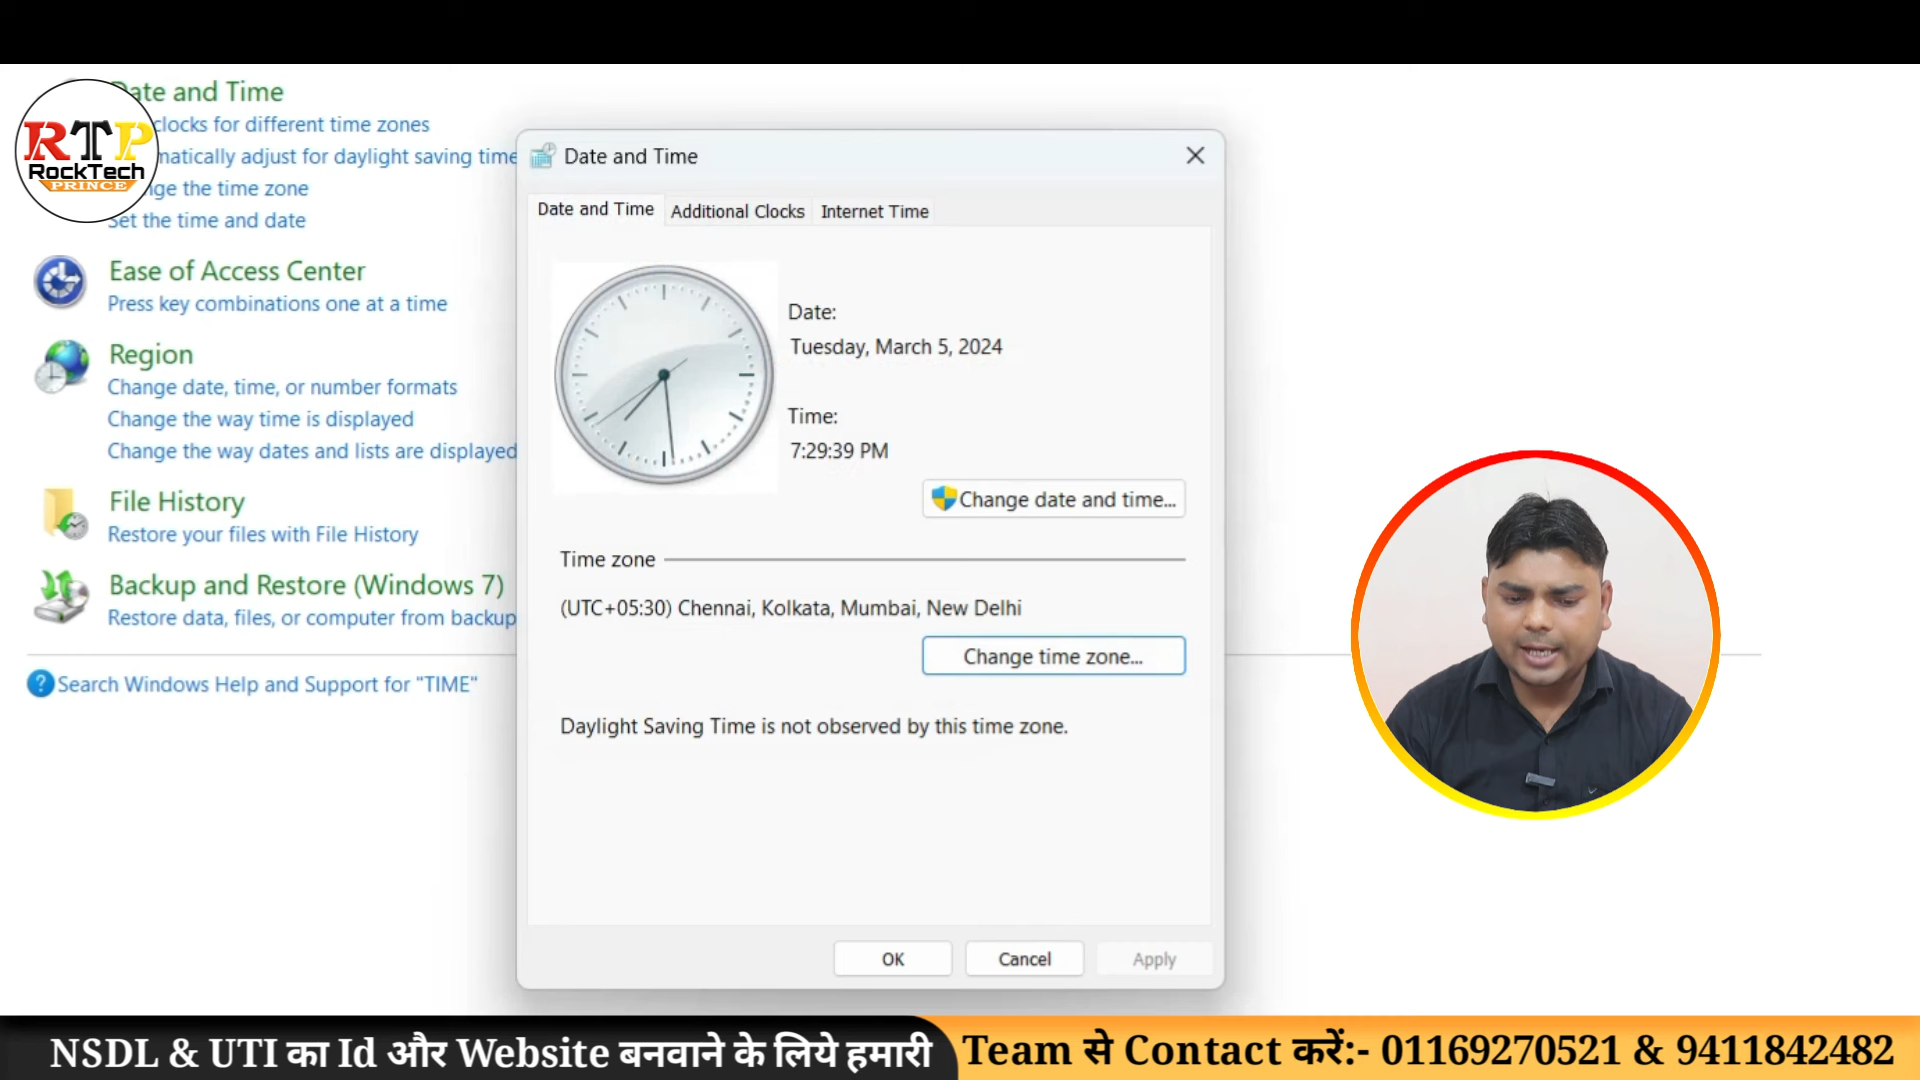 RTP
RockTech
PRINCE
Date and Time
clocks for different time zones
matically adjust for daylight saving time
nge the time zone
Set the time and date
Ease of Access Center
Press key combinations one at a time
Region
Change date, time, or number formats
Change the way time is displayed
Change the way dates and lists are displayed
File History
Restore your files with File History
Backup and Restore (Windows 7)
Restore data, files, or computer from backup
Search Windows Help and Support for "TIME"
Date and Time
Date and Time Additional Clocks Internet Time
Date:
Tuesday, March 5, 2024
Time:
7:29:39 PM
Change date and time...
Time zone
(UTC+05:30) Chennai, Kolkata, Mumbai, New Delhi
Change time zone...
Daylight Saving Time is not observed by this time zone.
OK Cancel Apply
NSDL & UTI का Id और Website बनवाने के लिये हमारी Team से Contact करें:- 01169270521 & 9411842482